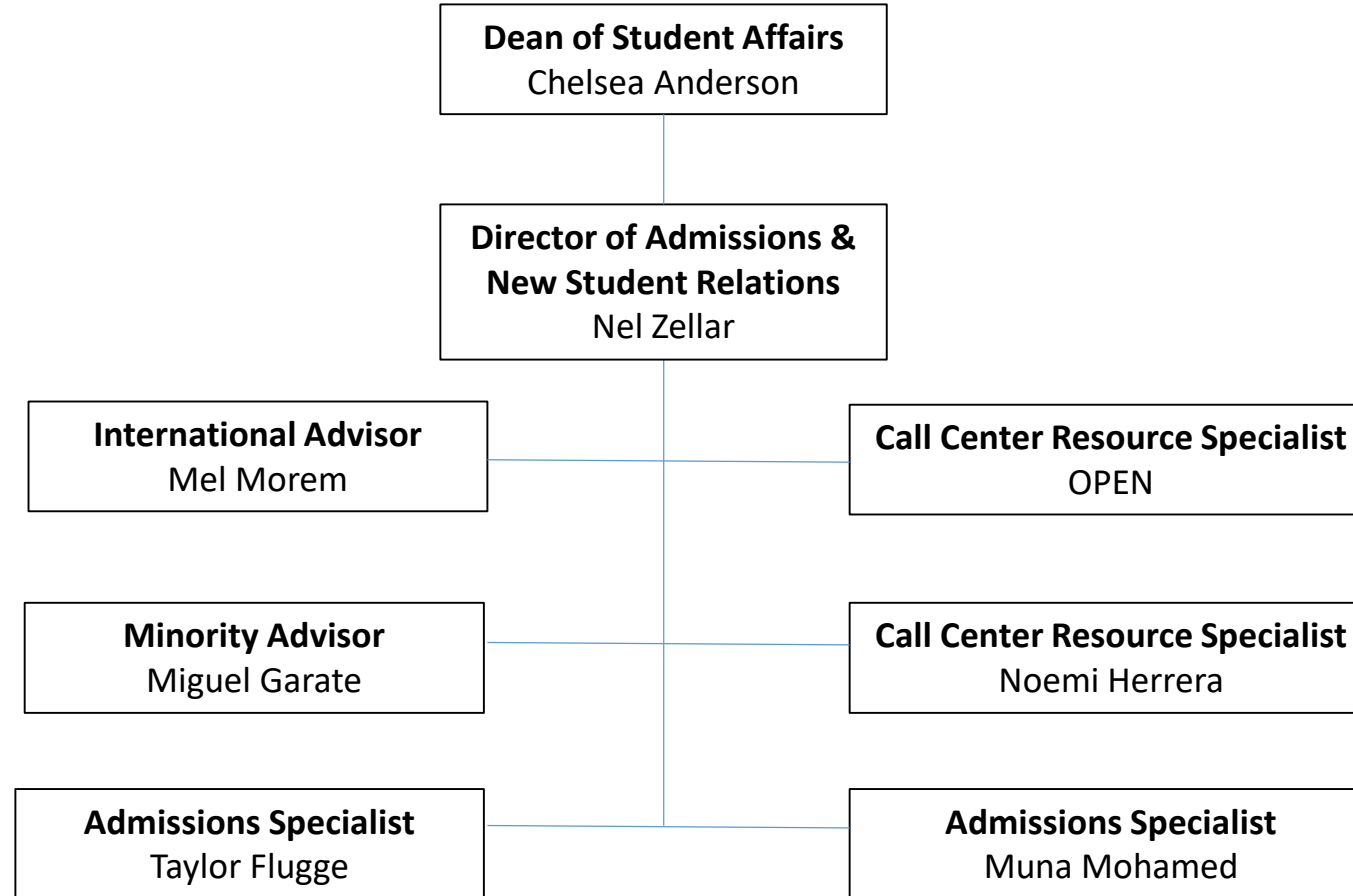 Dean of Student Affairs
Chelsea Anderson
Director of Admissions &
New Student Relations
Nel Zellar
International Advisor
Mel Morem
Call Center Resource Specialist
OPEN
Minority Advisor
Miguel Garate
Call Center Resource Specialist
Noemi Herrera
Admissions Specialist
Taylor Flugge
Admissions Specialist
Muna Mohamed